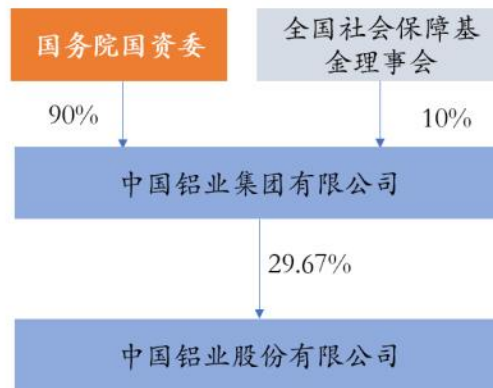 国务院国资委
全国社会保障基
金理事会
90%
10%
中国铝业集团有限公司
29.67%
中国铝业股份有限公司